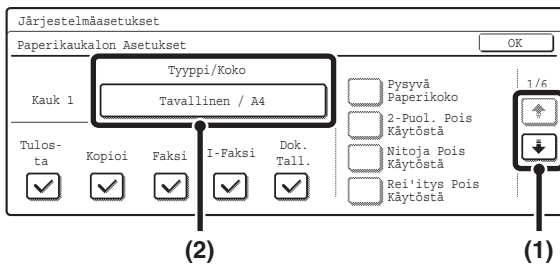 Järjestelmäasetukset
Paperikaukalon Asetukset
OK
Tyyppi/Koko
Kauk 1
Tavallinen / A4
Pysyvä
Paperikoko
2-Puol. Pois
Käytöstä
Nitoja Pois
Käytöstä
Rei'itys Pois
Käytöstä
1/6
Tulos-
ta
Kopioi
Faksi
I-Faksi
Dok.
Tall.
(2)
(1)